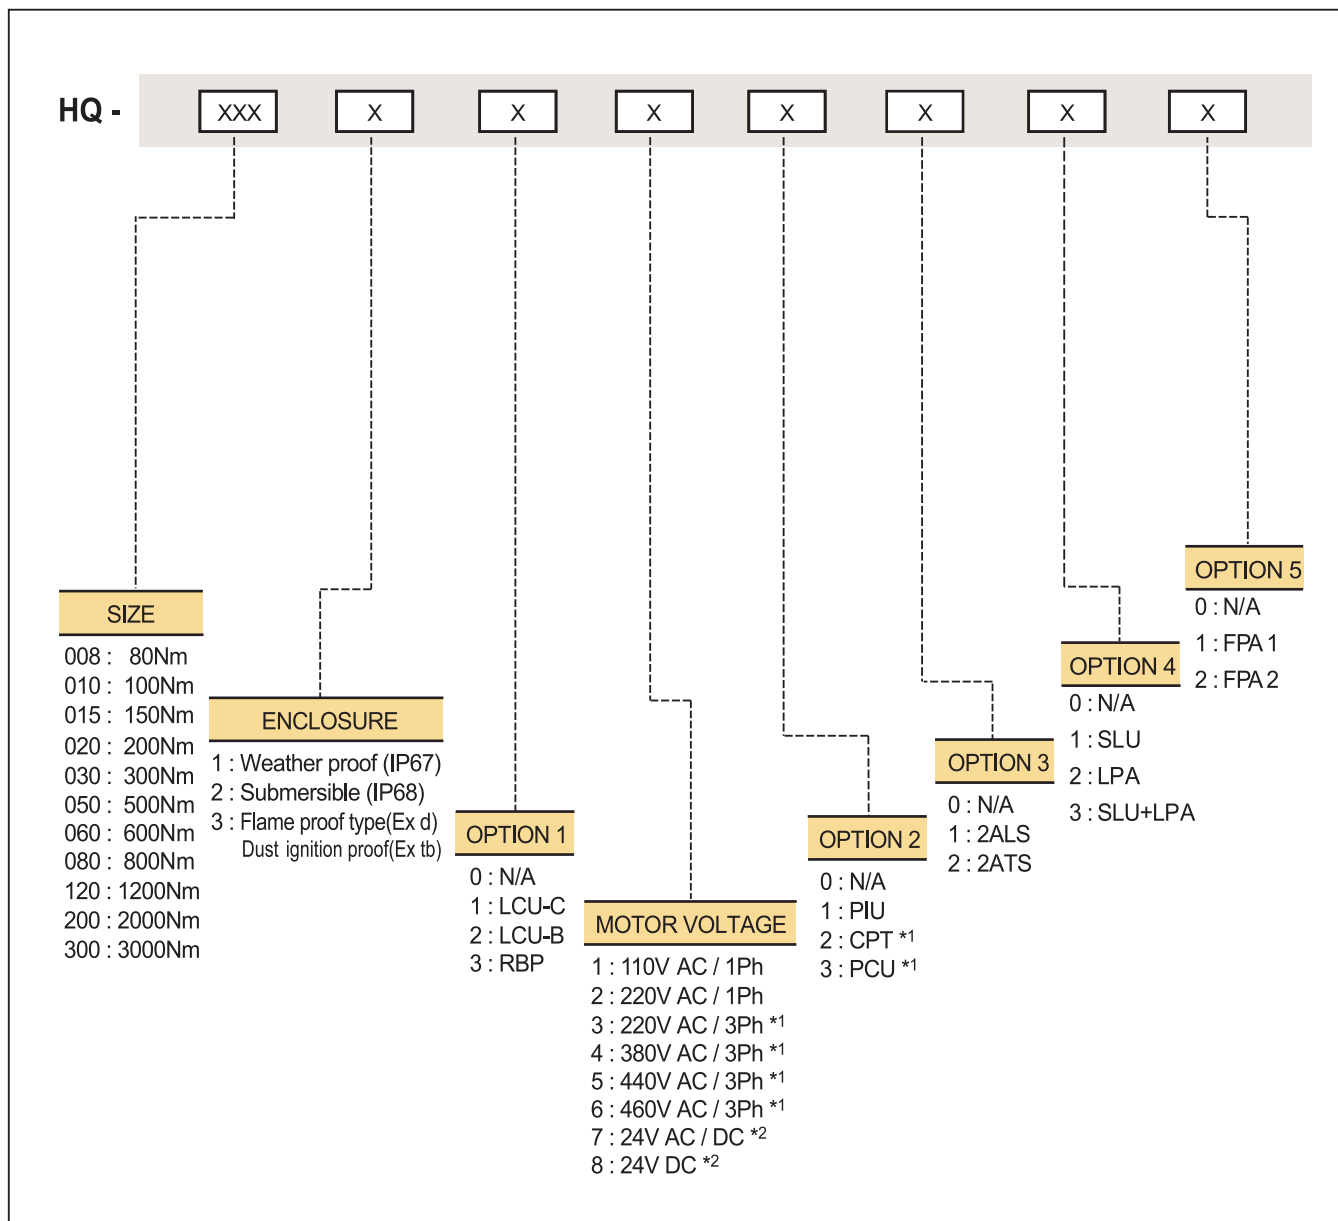 HQ - XXX X X X X X X X
SIZE
008 : 80Nm
010 : 100Nm
015 : 150Nm
020 : 200Nm
030 : 300Nm
050 : 500Nm
060 : 600Nm
080 : 800Nm
120 : 1200Nm
200 : 2000Nm
300 : 3000Nm
ENCLOSURE
1 : Weather proof (IP67)
2 : Submersible (IP68)
3 : Flame proof type(Ex d)
Dust ignition proof(Ex tb)
OPTION 1
0 : N/A
1 : LCU-C
2 : LCU-B
3 : RBP
MOTOR VOLTAGE
1 : 110V AC / 1Ph
2 : 220V AC / 1Ph
3 : 220V AC / 3Ph *1
4 : 380V AC / 3Ph *1
5 : 440V AC / 3Ph *1
6 : 460V AC / 3Ph *1
7 : 24V AC / DC *2
8 : 24V DC *2
OPTION 2
0 : N/A
1 : PIU
2 : CPT *1
3 : PCU *1
OPTION 3
0 : N/A
1 : 2ALS
2 : 2ATS
OPTION 4
0 : N/A
1 : SLU
2 : LPA
3 : SLU+LPA
OPTION 5
0 : N/A
1 : FPA 1
2 : FPA 2